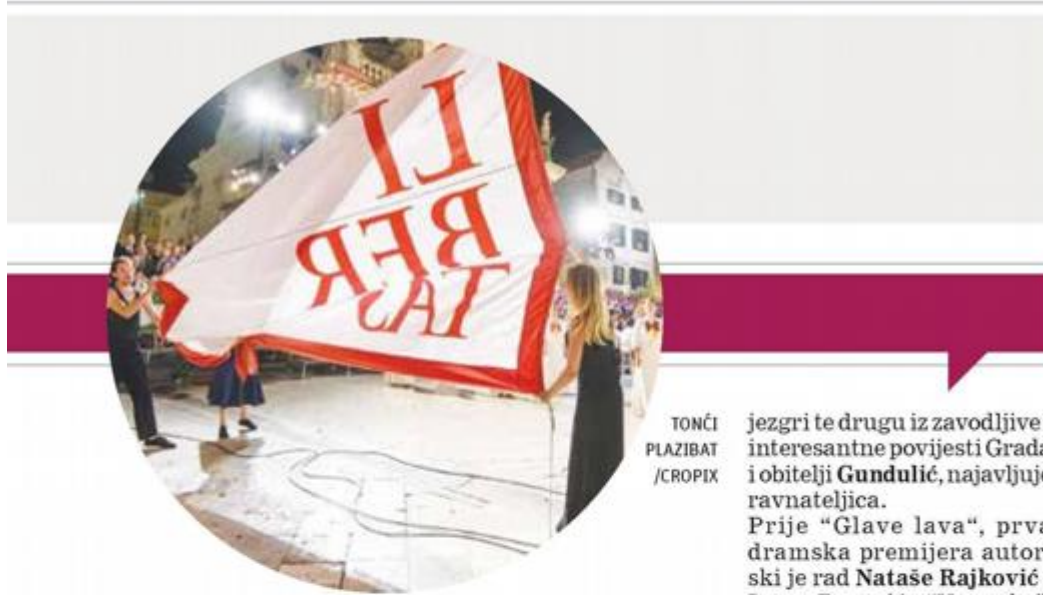 LI
BER
TAS
TONĆI
PLAZIBAT
/CROPIX
jezgri te drugu iz zavodljive
interesantne povijesti Grada
i obitelji Gundulić, najavljuje
ravnateljica.
Prije “Glave lava“, prva
dramska premijera autor
ski je rad Nataše Rajković